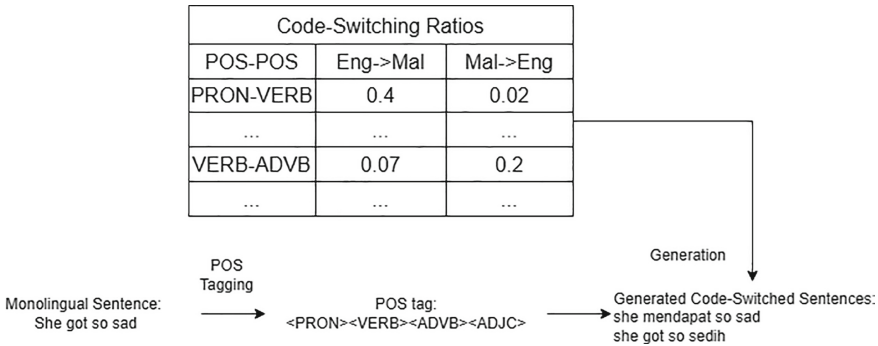 Code-Switching Ratios
POS-POS Eng->Mal Mal->Eng
PRON-VERB 0.4 0.02
... ... ...
VERB-ADVB 0.07 0.2
... ... ...
Generation
POS
Tagging
Monolingual Sentence:
She got so sad
POS tag:
<PRON><VERB><ADVB><ADJC>
Generated Code-Switched Sentences:
she mendapat so sad
she got so sedih